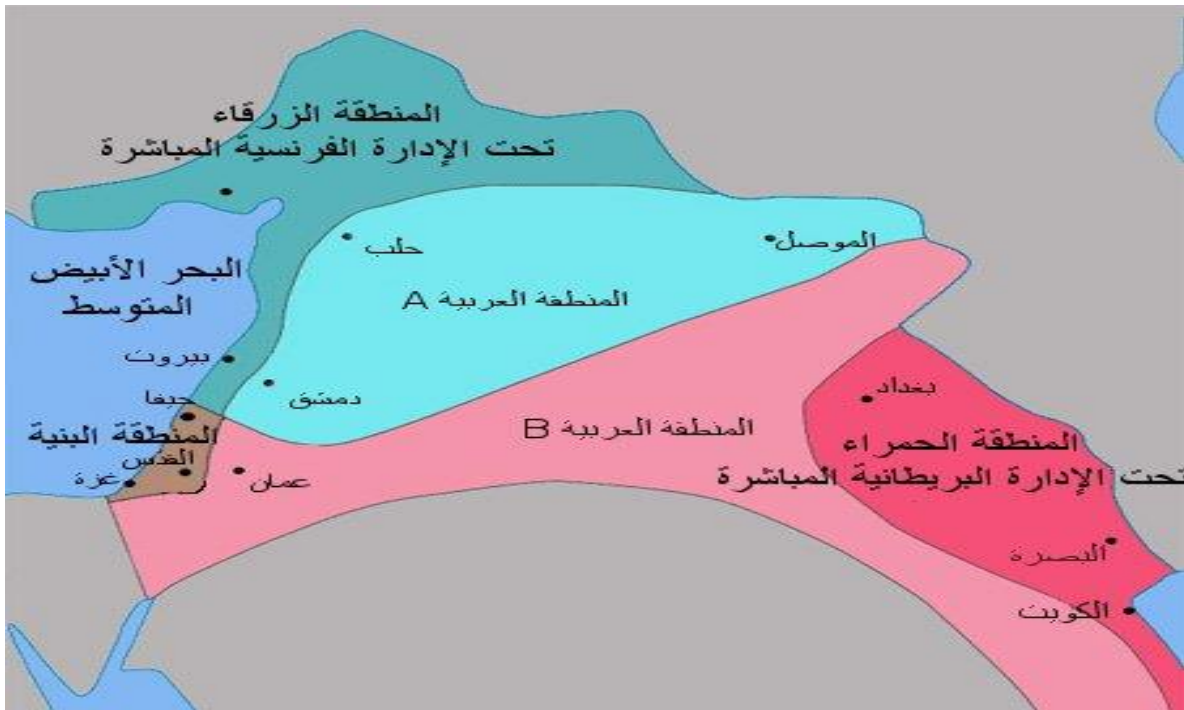 المنطقة الزرقاء
تحت الإدارة الفرنسية المباشرة
حلب
الموصل
البحر الأبيض
المتوسط
المنطقة العربية A
بيروت
دمشق
بغداد
حيفا
المنطقة العربية B
المنطقة البنية
المنطقة الحمراء
القدس
غزة
عمان
تحت الإدارة البريطانية المباشرة
البصرة
الكويت